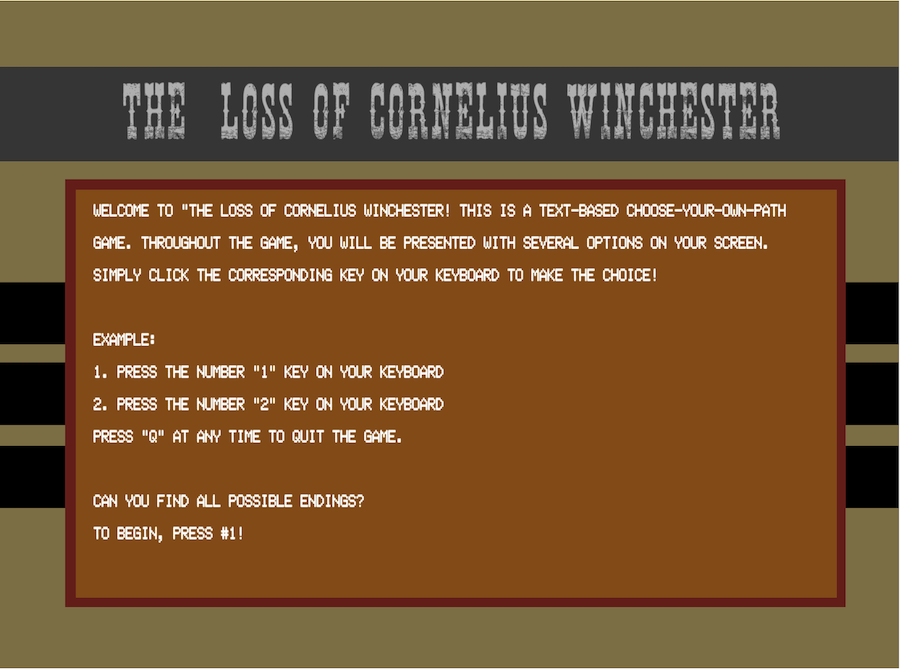 THE LOSS OF CORNELIUS WINCHESTER
WELCOME TO "THE LOSS OF CORNELIUS WINCHESTER! THIS IS A TEXT-BASED CHOOSE-YOUR-OWN-PATH
GAME. THROUGHOUT THE GAME, YOU WILL BE PRESENTED WITH SEVERAL OPTIONS ON YOUR SCREEN.
SIMPLY CLICK THE CORRESPONDING KEY ON YOUR KEYBOARD TO MAKE THE CHOICE!
EXAMPLE:
1. PRESS THE NUMBER "1" KEY ON YOUR KEYBOARD
2. PRESS THE NUMBER "2" KEY ON YOUR KEYBOARD
PRESS "Q" AT ANY TIME TO QUIT THE GAME.
CAN YOU FIND ALL POSSIBLE ENDINGS?
TO BEGIN, PRESS #1!